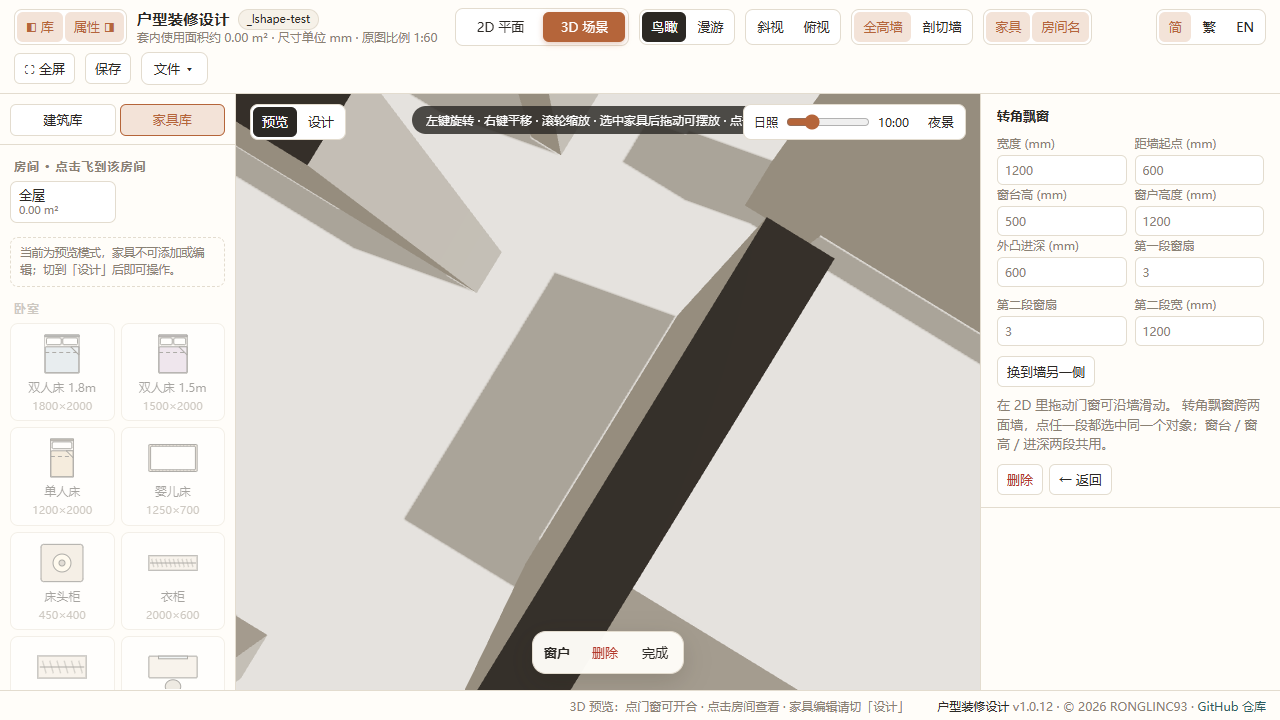 ◧ 库
属性 ◨
户型装修设计
_lshape-test
套内使用面积约 0.00 m² · 尺寸单位 mm · 原图比例 1:60
2D 平面
3D 场景
鸟瞰
漫游
斜视
俯视
全高墙
剖切墙
家具
房间名
简
繁
EN
全屏
保存
文件
建筑库
家具库
房间 • 点击飞到该房间
全屋
0.00 m²
当前为预览模式，家具不可添加或编
辑；切到「设计」后即可操作。
卧室
双人床 1.8m
1800×2000
双人床 1.5m
1500×2000
单人床
1200×2000
婴儿床
1250×700
床头柜
450×400
衣柜
2000×600
预览
设计
左键旋转 · 右键平移 · 滚轮缩放 · 选中家具后拖动可摆放 · 点
日照
10:00
夜景
窗户
删除
完成
转角飘窗
宽度 (mm)
距墙起点 (mm)
1200
600
窗台高 (mm)
窗户高度 (mm)
500
1200
外凸进深 (mm)
第一段窗扇
600
3
第二段窗扇
第二段宽 (mm)
3
1200
换到墙另一侧
在 2D 里拖动门窗可沿墙滑动。 转角飘窗跨两
面墙，点任一段都选中同一个对象；窗台 / 窗
高 / 进深两段共用。
删除
← 返回
3D 预览：点门窗可开合 · 点击房间查看 · 家具编辑请切「设计」
户型装修设计 v1.0.12 · © 2026 RONGLINC93 · GitHub 仓库